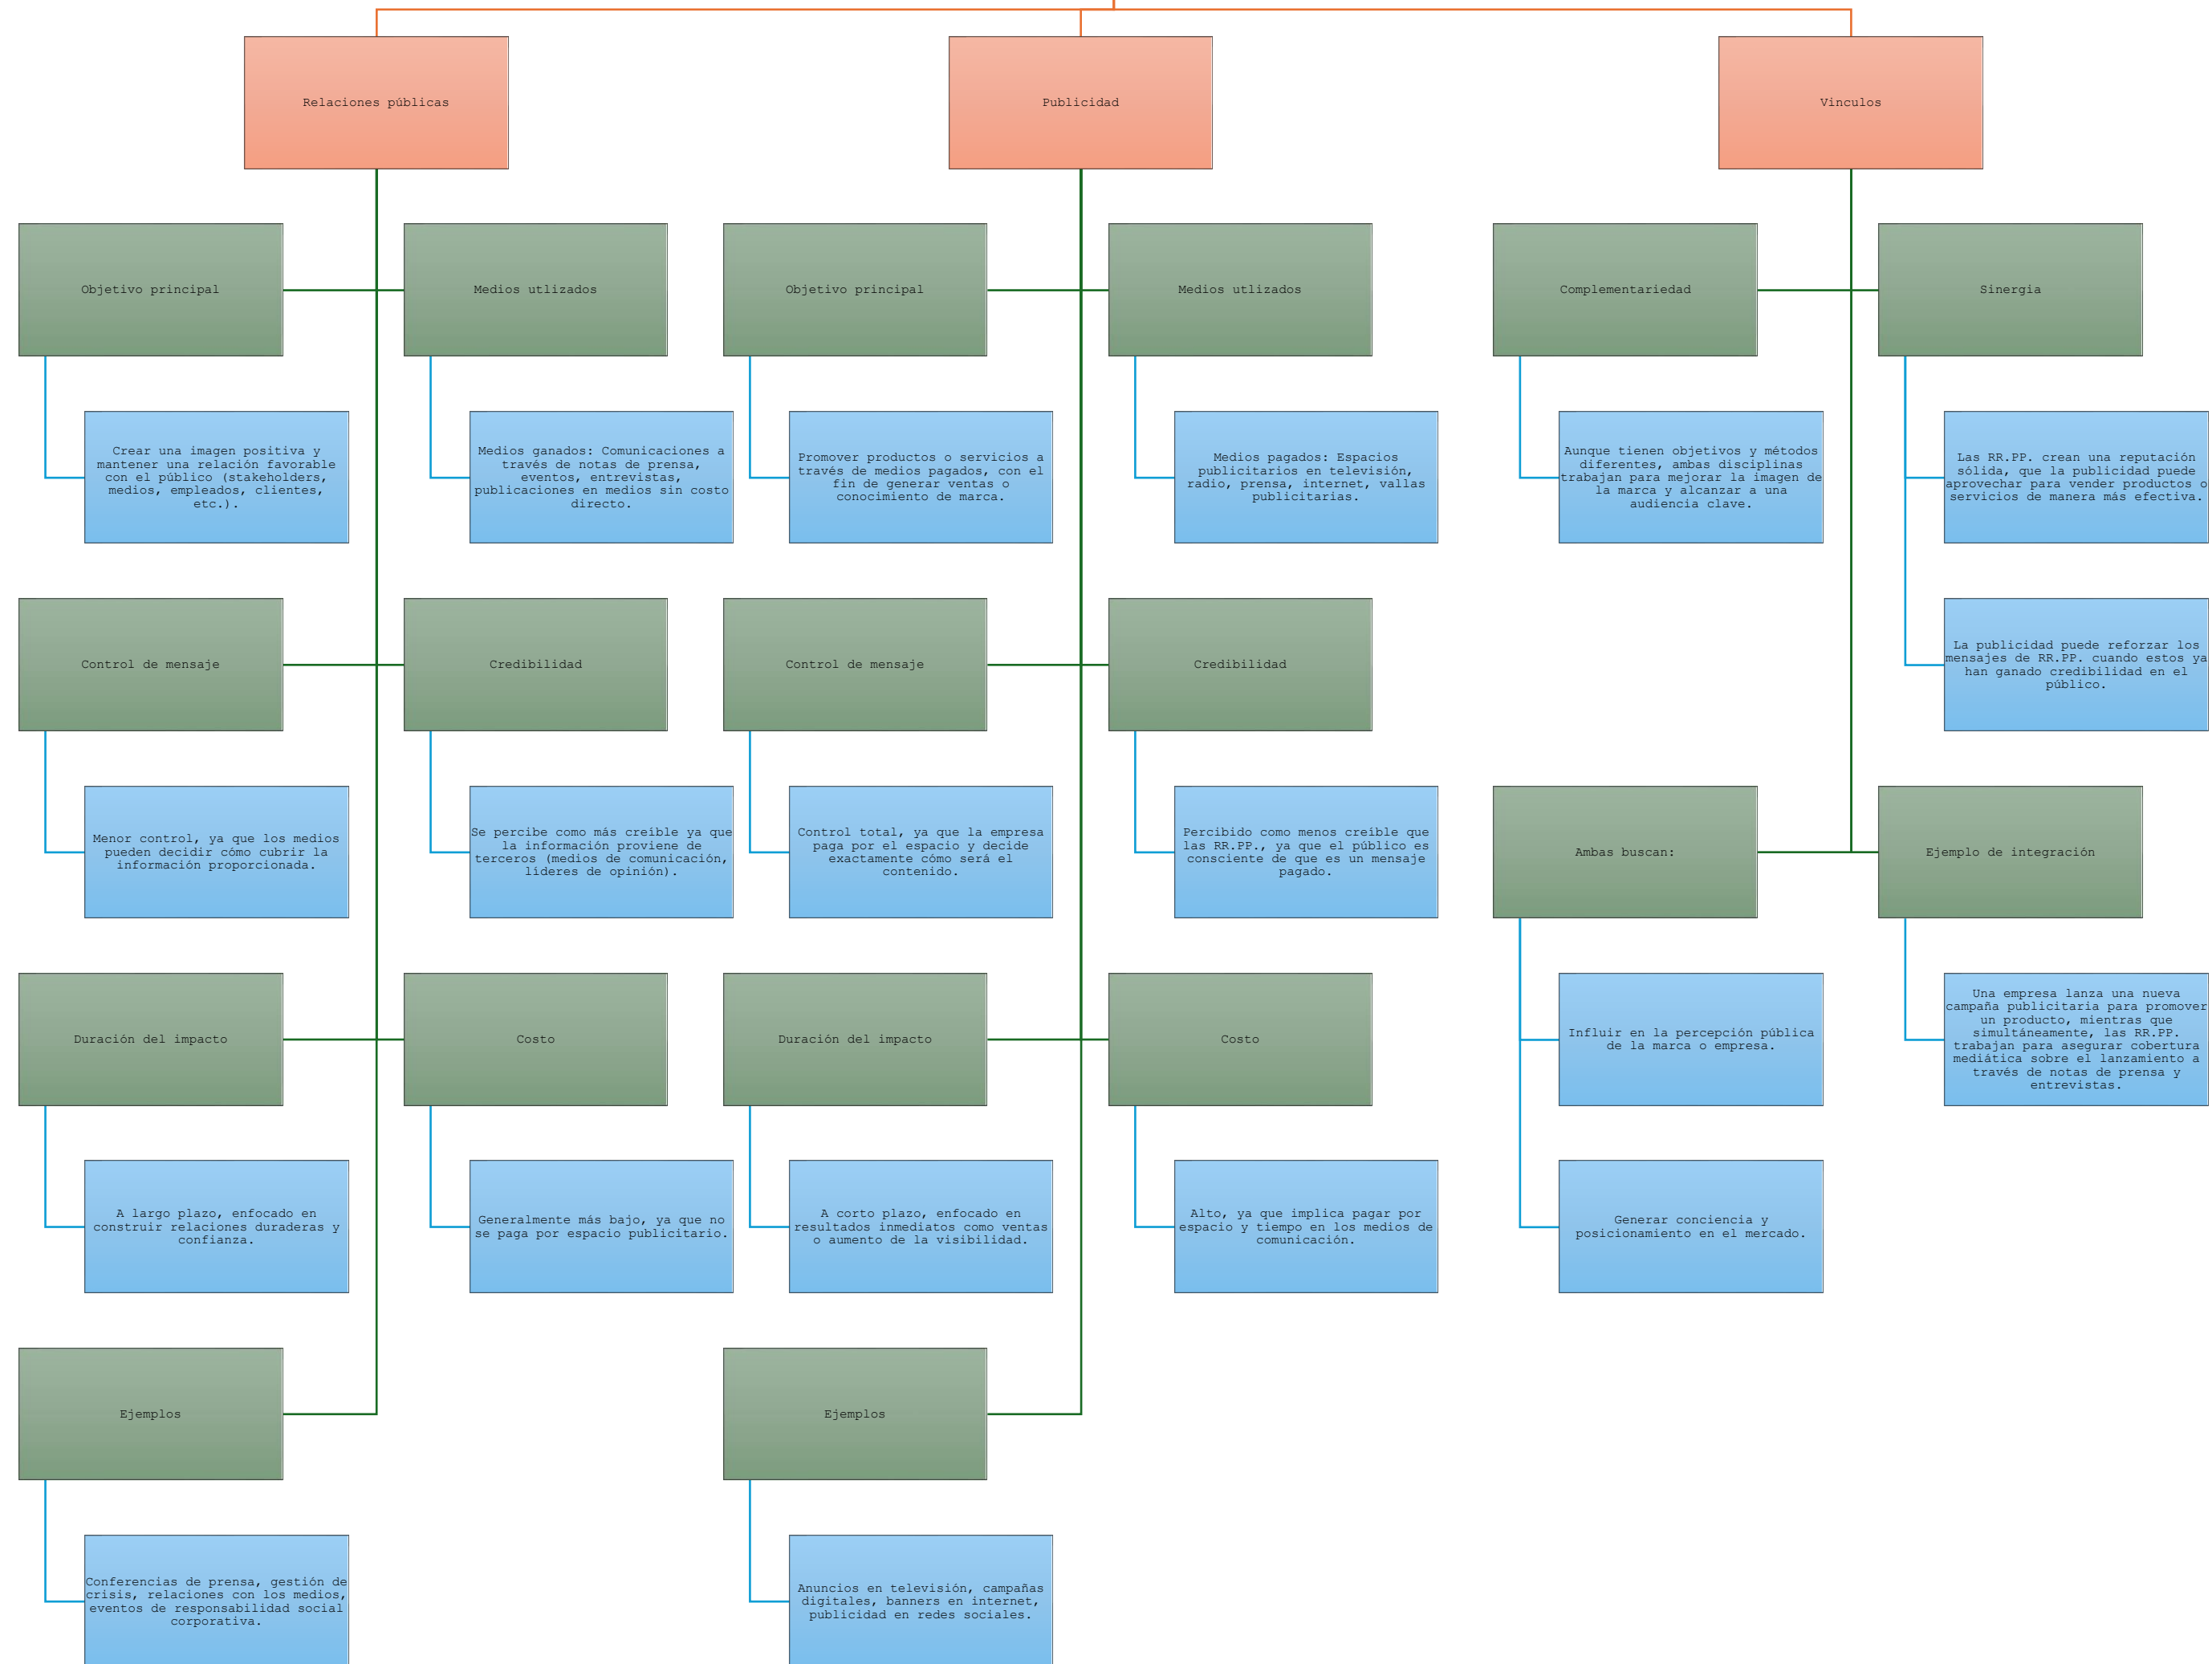 Relaciones públicas
Objetivo principal
Crear una imagen positiva y
mantener una relación favorable
con el público (stakeholders,
medios, empleados, clientes,
etc.).
Medios utlizados
Medios ganados: Comunicaciones a
través de notas de prensa,
eventos, entrevistas,
publicaciones en medios sin costo
directo.
Control de mensaje
Menor control, ya que los medios
pueden decidir cómo cubrir la
información proporcionada.
Credibilidad
Se percibe como más creíble ya que
la información proviene de
terceros (medios de comunicación,
líderes de opinión).
Duración del impacto
A largo plazo, enfocado en
construir relaciones duraderas y
confianza.
Costo
Generalmente más bajo, ya que no
se paga por espacio publicitario.
Ejemplos
Conferencias de prensa, gestión de
crisis, relaciones con los medios,
eventos de responsabilidad social
corporativa.
Publicidad
Objetivo principal
Promover productos o servicios a
través de medios pagados, con el
fin de generar ventas o
conocimiento de marca.
Medios utlizados
Medios pagados: Espacios
publicitarios en televisión,
radio, prensa, internet, vallas
publicitarias.
Control de mensaje
Control total, ya que la empresa
paga por el espacio y decide
exactamente cómo será el
contenido.
Credibilidad
Percibido como menos creíble que
las RR.PP., ya que el público es
consciente de que es un mensaje
pagado.
Duración del impacto
A corto plazo, enfocado en
resultados inmediatos como ventas
o aumento de la visibilidad.
Costo
Alto, ya que implica pagar por
espacio y tiempo en los medios de
comunicación.
Ejemplos
Anuncios en televisión, campañas
digitales, banners en internet,
publicidad en redes sociales.
Vinculos
Complementariedad
Aunque tienen objetivos y métodos
diferentes, ambas disciplinas
trabajan para mejorar la imagen de
la marca y alcanzar a una
audiencia clave.
Sinergia
Las RR.PP. crean una reputación
sólida, que la publicidad puede
aprovechar para vender productos o
servicios de manera más efectiva.
La publicidad puede reforzar los
mensajes de RR.PP. cuando estos ya
han ganado credibilidad en el
público.
Ambas buscan:
Influir en la percepción pública
de la marca o empresa.
Generar conciencia y
posicionamiento en el mercado.
Ejemplo de integración
Una empresa lanza una nueva
campaña publicitaria para promover
un producto, mientras que
simultáneamente, las RR.PP.
trabajan para asegurar cobertura
mediática sobre el lanzamiento a
través de notas de prensa y
entrevistas.